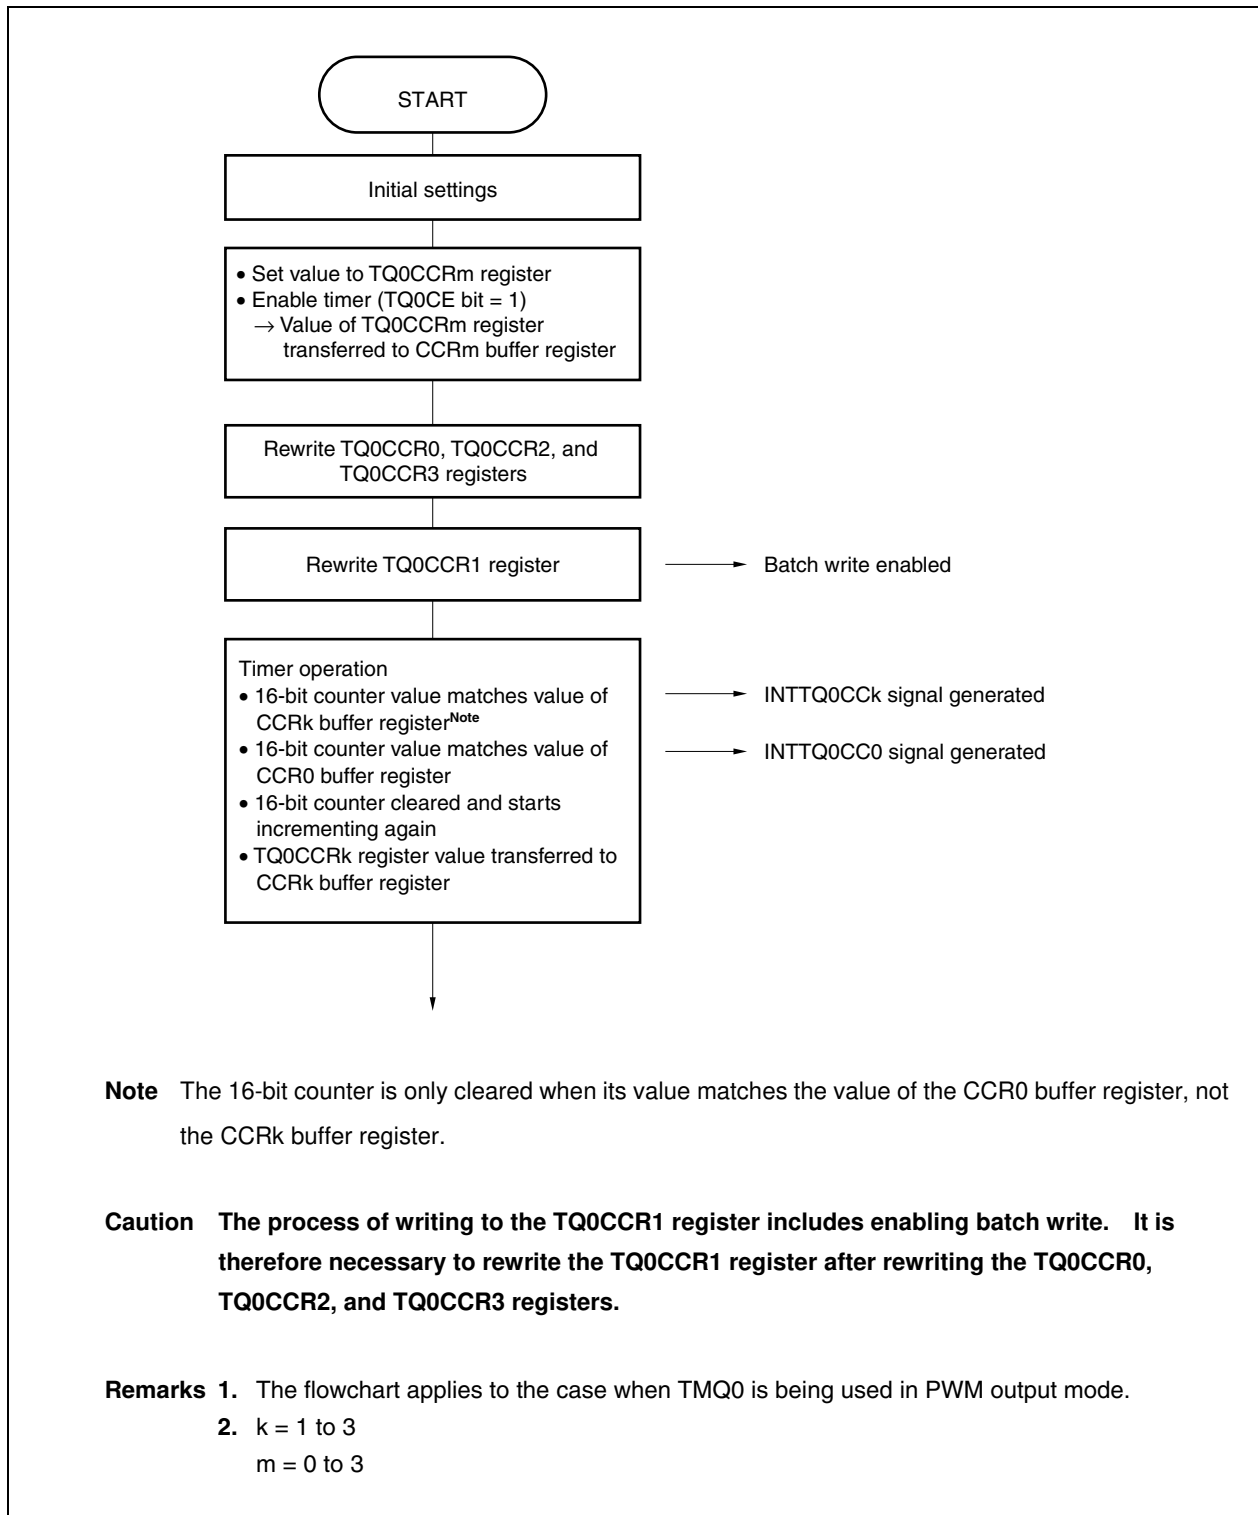 START
Initial settings
• Set value to TQ0CCRm register
• Enable timer (TQ0CE bit = 1)
→ Value of TQ0CCRm register
transferred to CCRm buffer register
Rewrite TQ0CCR0, TQ0CCR2, and
TQ0CCR3 registers
Rewrite TQ0CCR1 register
Batch write enabled
Timer operation
• 16-bit counter value matches value of
CCRk buffer registerNote
INTTQ0CCk signal generated
• 16-bit counter value matches value of
CCR0 buffer register
INTTQ0CC0 signal generated
• 16-bit counter cleared and starts
incrementing again
• TQ0CCRk register value transferred to
CCRk buffer register
Note The 16-bit counter is only cleared when its value matches the value of the CCR0 buffer register, not
the CCRk buffer register.
Caution The process of writing to the TQ0CCR1 register includes enabling batch write. It is
therefore necessary to rewrite the TQ0CCR1 register after rewriting the TQ0CCR0,
TQ0CCR2, and TQ0CCR3 registers.
Remarks 1. The flowchart applies to the case when TMQ0 is being used in PWM output mode.
2. k = 1 to 3
m = 0 to 3